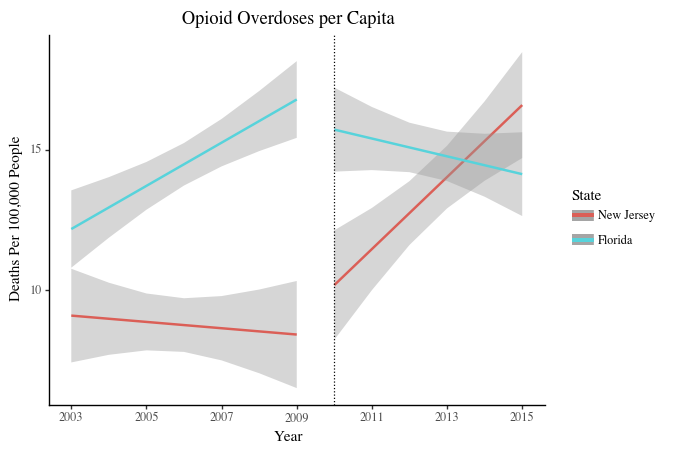 Opioid Overdoses per Capita
Deaths Per 100,000 People
15
10
2003 2005 2007 2009 2011 2013 2015
Year
State
New Jersey
Florida